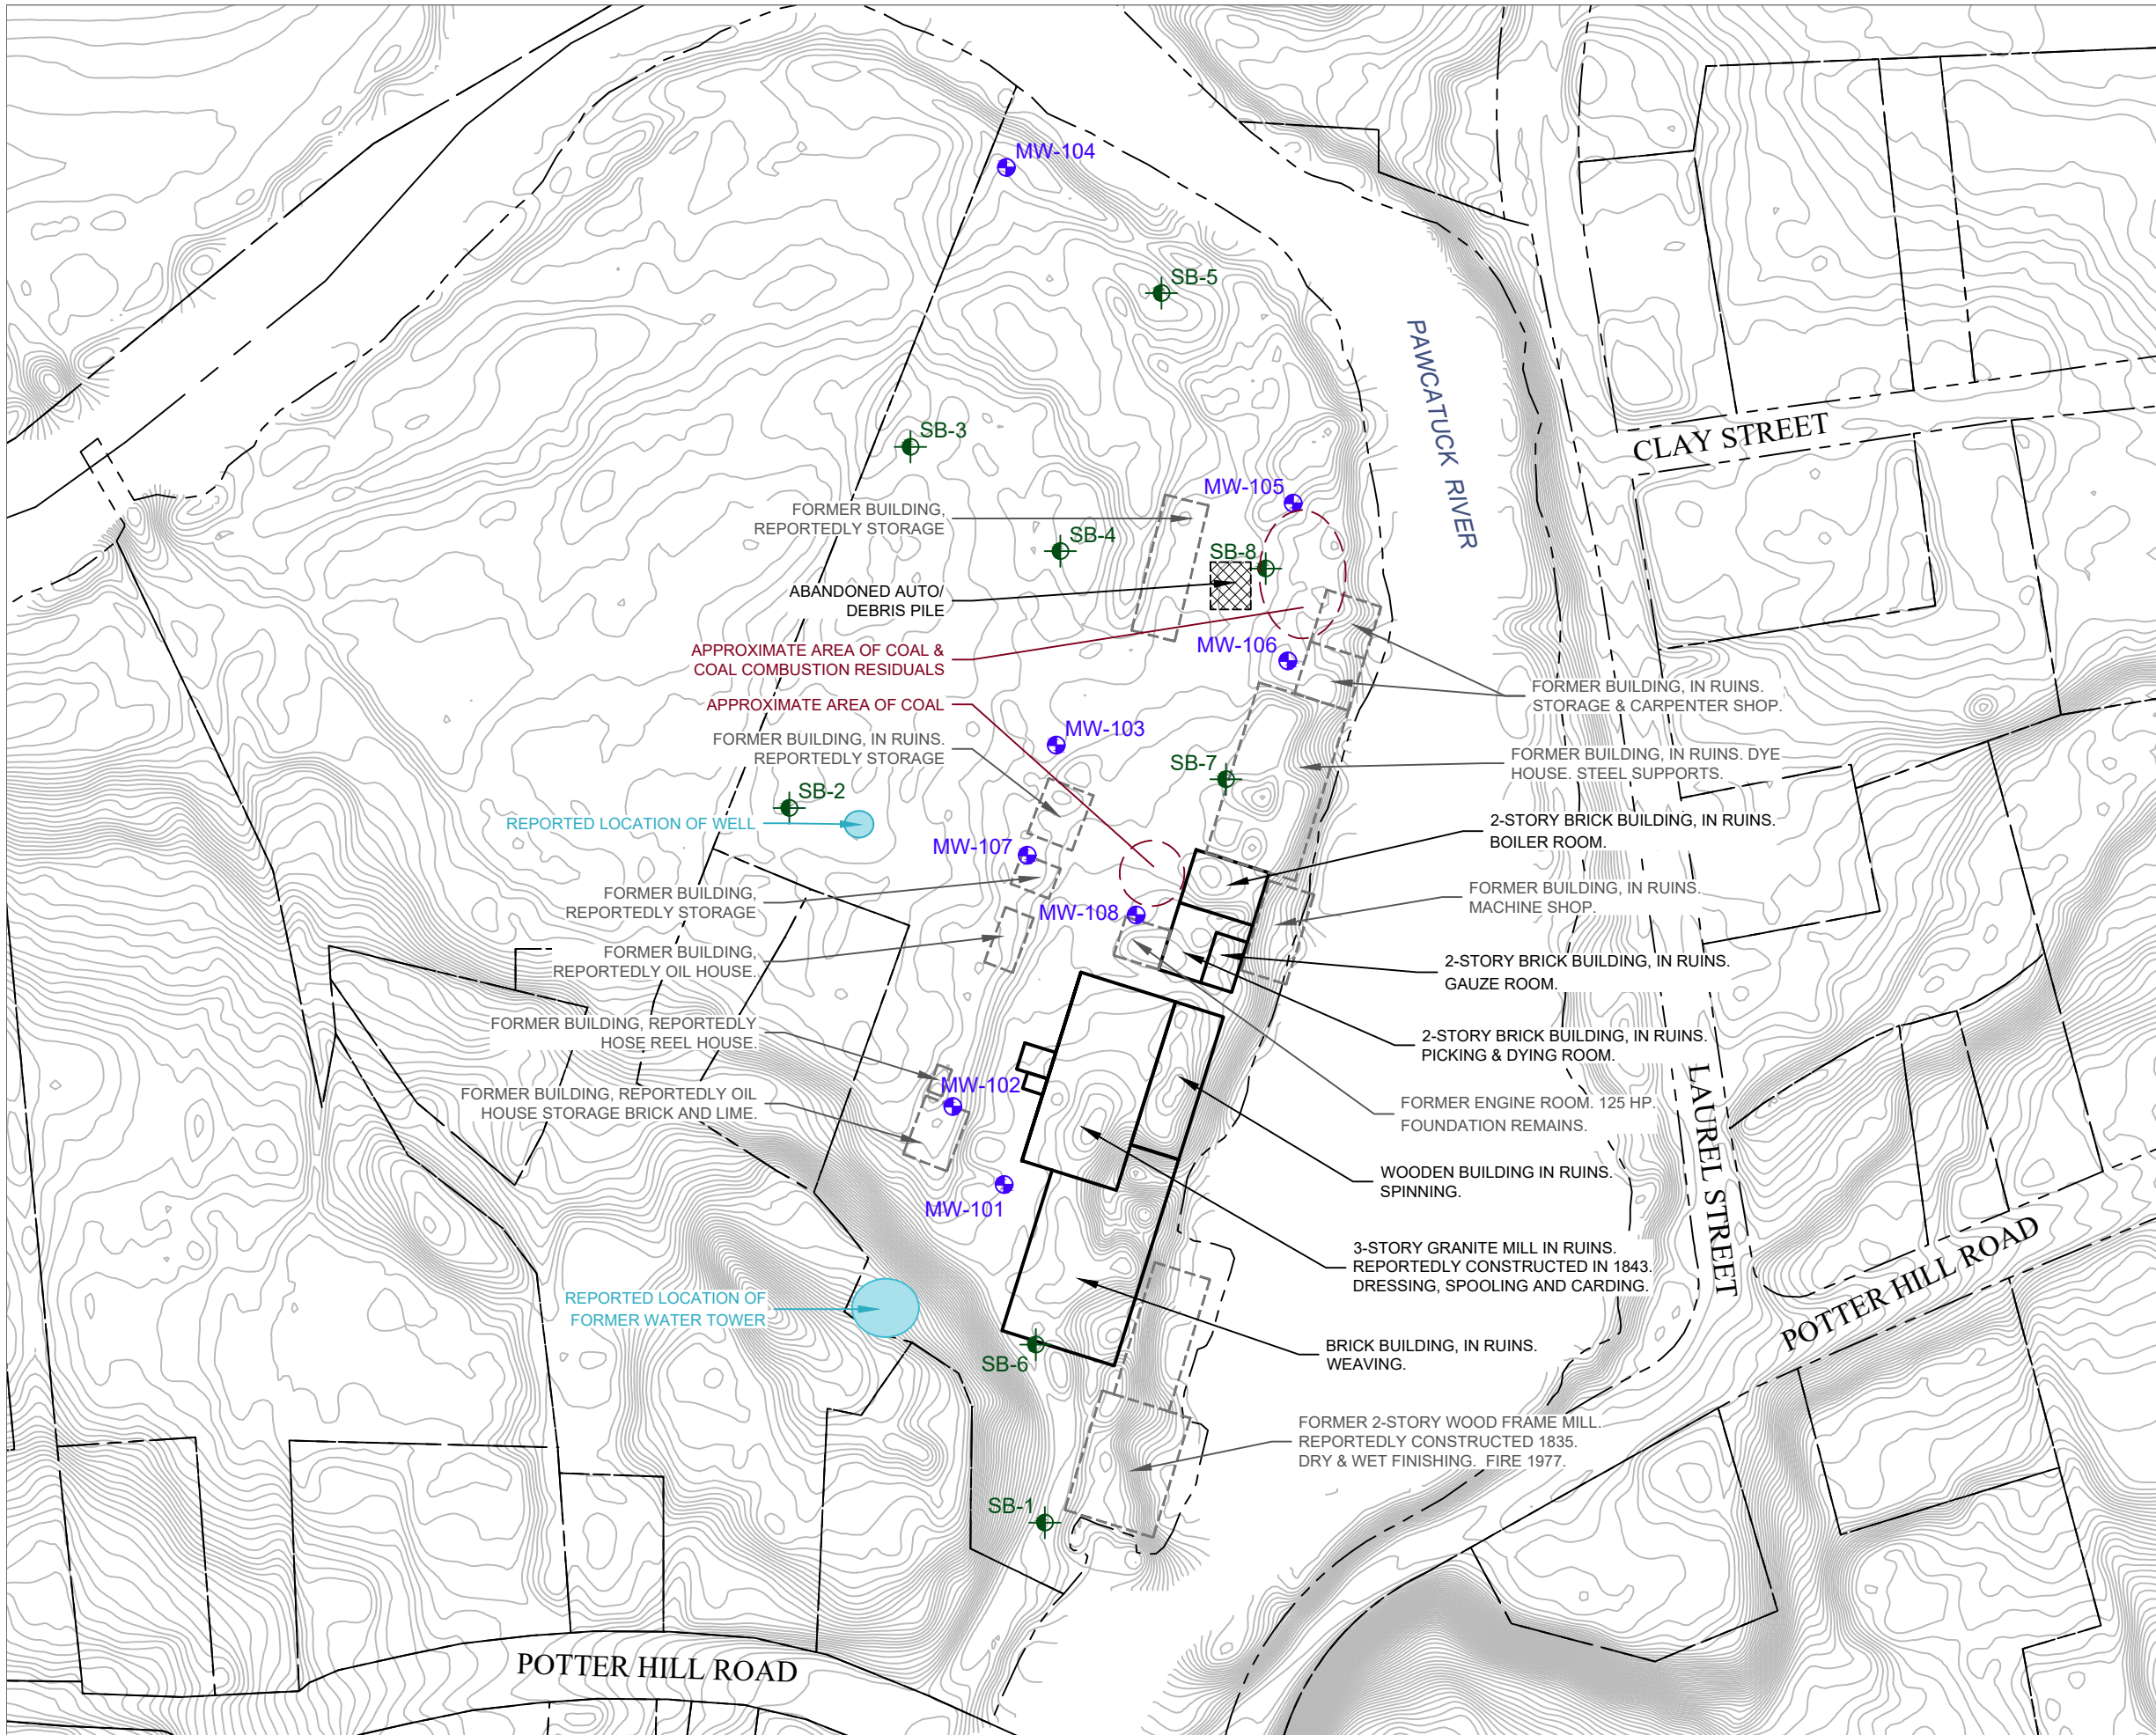 MW-104
SB-5
PAWCATUCK RIVER
CLAY STREET
SB-3
MW-105
FORMER BUILDING,
REPORTEDLY STORAGE
SB-4
SB-8
ABANDONED AUTO/
DEBRIS PILE
APPROXIMATE AREA OF COAL &
COAL COMBUSTION RESIDUALS
MW-106
APPROXIMATE AREA OF COAL
FORMER BUILDING, IN RUINS.
STORAGE & CARPENTER SHOP.
MW-103
FORMER BUILDING, IN RUINS.
REPORTEDLY STORAGE
FORMER BUILDING, IN RUINS. DYE
HOUSE. STEEL SUPPORTS.
SB-7
SB-2
REPORTED LOCATION OF WELL
2-STORY BRICK BUILDING, IN RUINS.
BOILER ROOM.
MW-107
FORMER BUILDING,
REPORTEDLY STORAGE
FORMER BUILDING, IN RUINS.
MACHINE SHOP.
MW-108
FORMER BUILDING,
REPORTEDLY OIL HOUSE.
2-STORY BRICK BUILDING, IN RUINS.
GAUZE ROOM.
FORMER BUILDING, REPORTEDLY
HOSE REEL HOUSE.
2-STORY BRICK BUILDING, IN RUINS.
PICKING & DYING ROOM.
MW-102
FORMER BUILDING, REPORTEDLY OIL
HOUSE STORAGE BRICK AND LIME.
FORMER ENGINE ROOM. 125 HP.
FOUNDATION REMAINS.
LAUREL STREET
WOODEN BUILDING IN RUINS.
SPINNING.
MW-101
3-STORY GRANITE MILL IN RUINS.
REPORTEDLY CONSTRUCTED IN 1843.
DRESSING, SPOOLING AND CARDING.
POTTER HILL ROAD
REPORTED LOCATION OF
FORMER WATER TOWER
BRICK BUILDING, IN RUINS.
WEAVING.
SB-6
FORMER 2-STORY WOOD FRAME MILL.
REPORTEDLY CONSTRUCTED 1835.
DRY & WET FINISHING. FIRE 1977.
SB-1
POTTER HILL ROAD